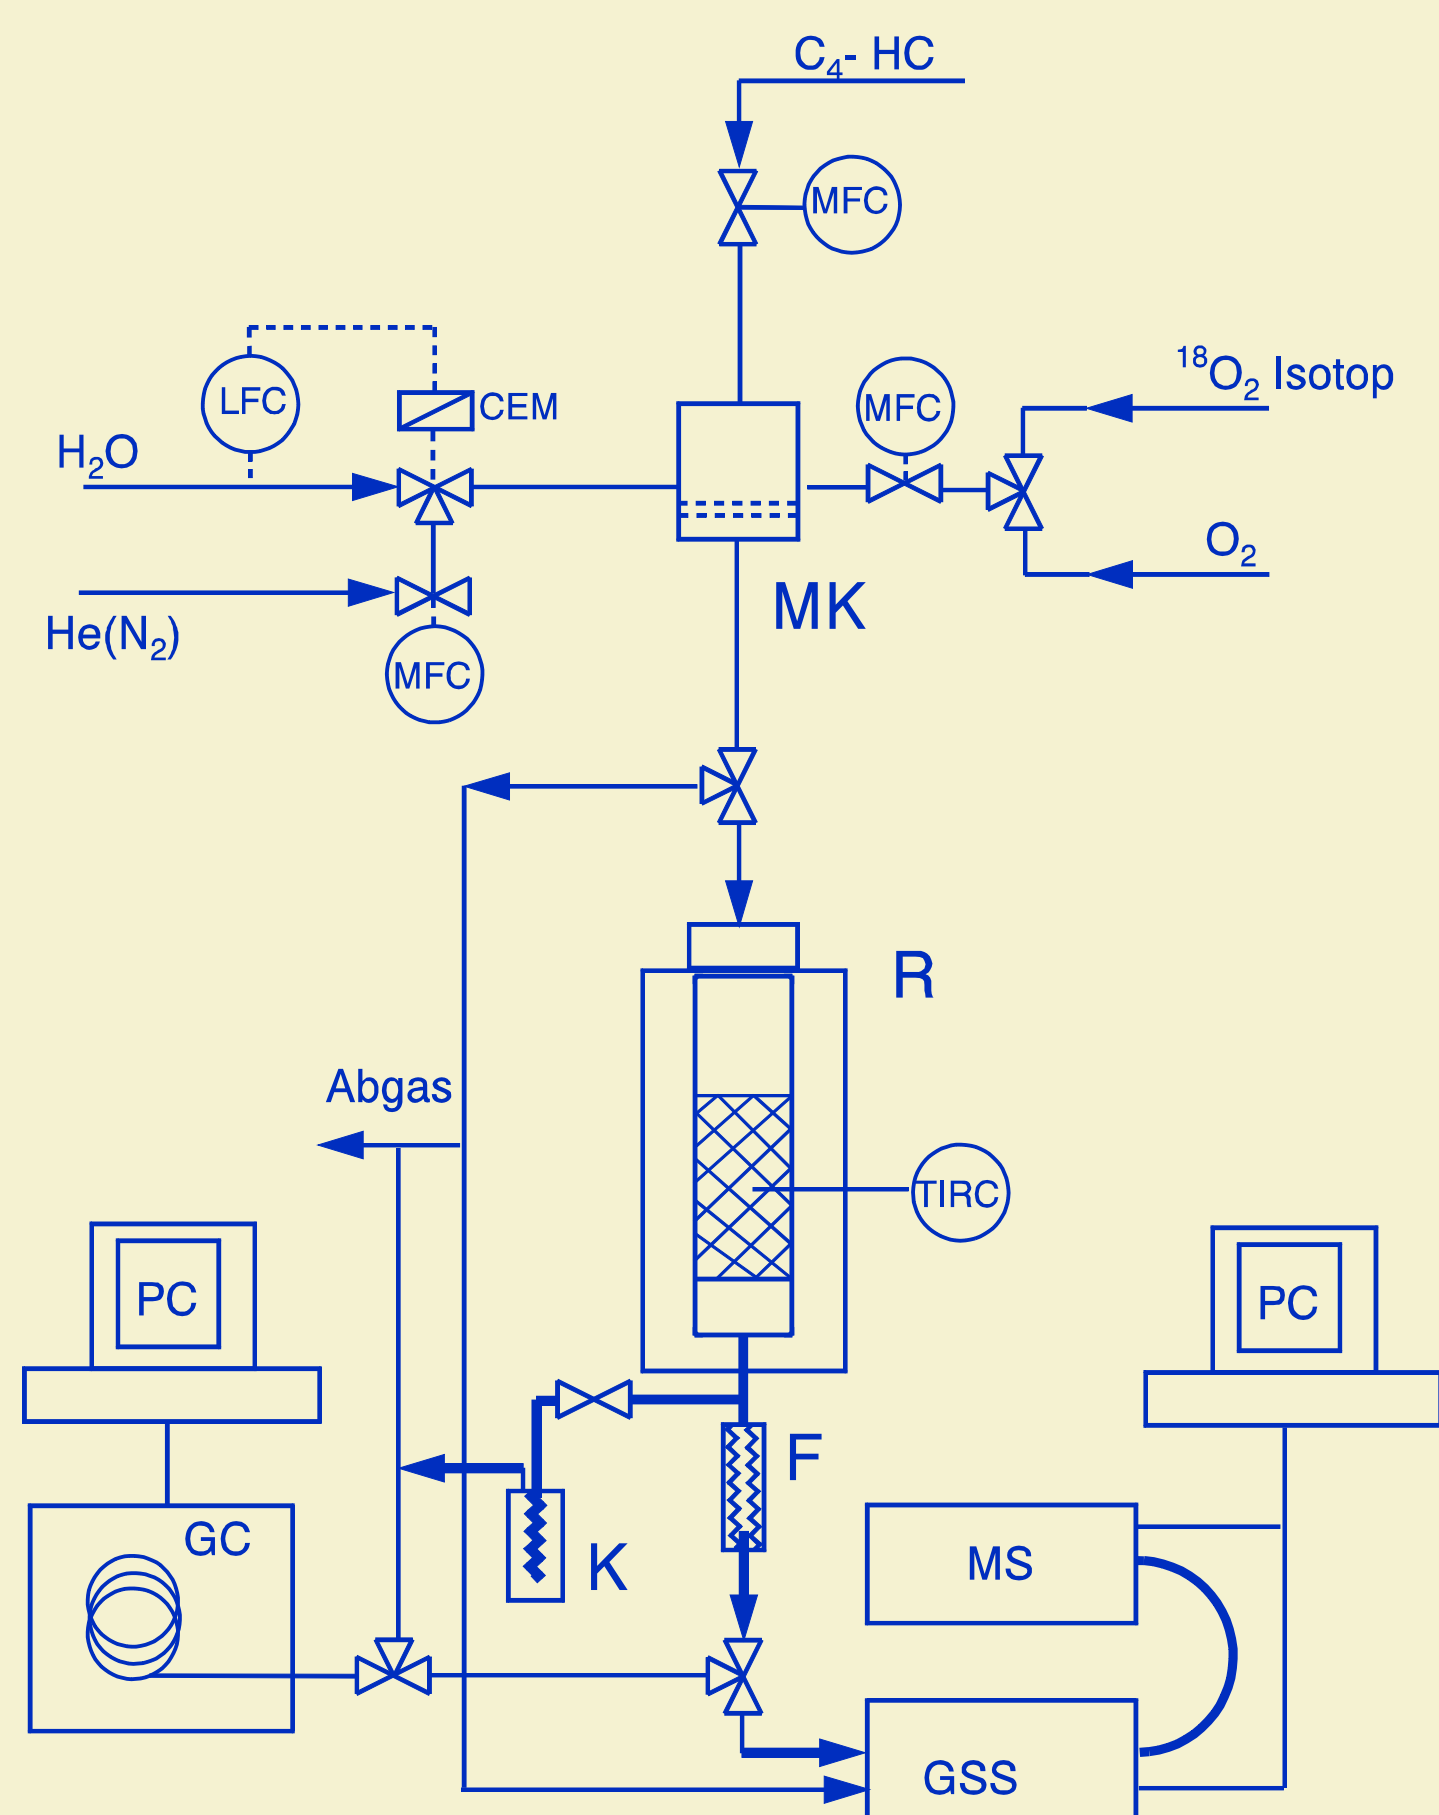 C₄- HC
MFC
¹⁸O₂ Isotop
LFC
CEM
MFC
H₂O
O₂
MK
He(N₂)
MFC
R
Abgas
TIRC
PC
PC
F
GC
K
MS
GSS